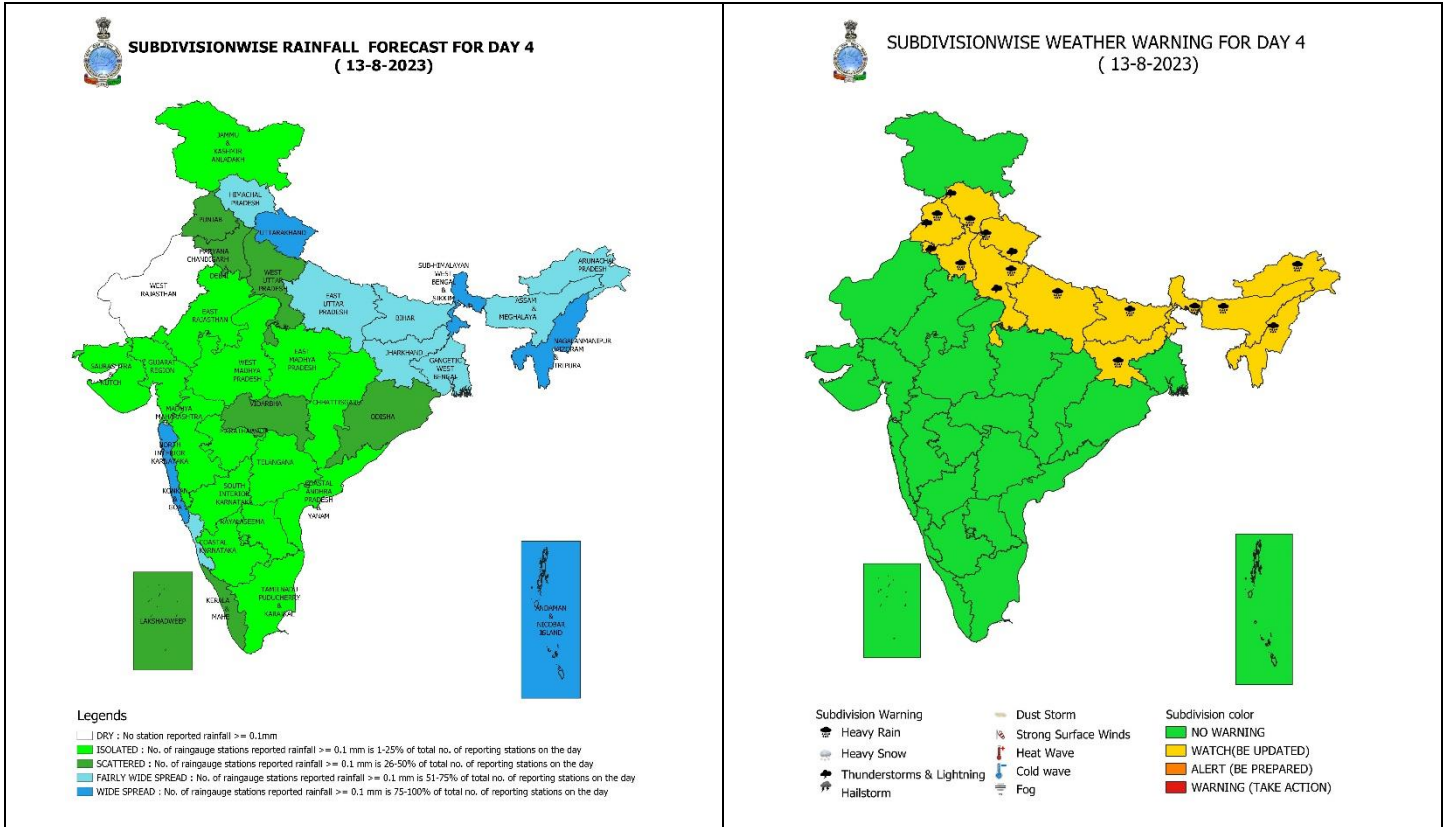 SUBDIVISIONWISE RAINFALL FORECAST FOR DAY 4
( 13-8-2023)
JAMMU
&
KASHMIR
ANLADAKH
HIMACHAL
PRADESH
PUNJAB
UTTARAKHAND
HARYANA
CHANDIGARH
&
DELHI
WEST
UTTAR
PRADESH
WEST
RAJASTHAN
SUB-HIMALAYAN
WEST
BENGAL
&
SIKKIM
ARUNACHAL
PRADESH
EAST
UTTAR
PRADESH
BIHAR
ASSAM
&
MEGHALAYA
EAST
RAJASTHAN
NAGALANMANIPUR
MIZORAM
&
TRIPURA
JHARKHAND
GANGETIC
WEST
BENGAL
SAURASHTRA
&
KUTCH
GUJARAT
REGION
WEST
MADHYA
PRADESH
EAST
MADHYA
PRADESH
CHHATTISGARH
VIDARBHA
ODISHA
MADHYA
MAHARASHTRA
MARATHAWADA
NORTH
INTERIOR
KARNATAKA
TILANGANA
KONKAN
&
GOA
SOUTH
INTERIOR
KARNATAKA
COASTAL
ANDHRA
PRADESH
&
YANAM
RAYALASEEMA
COASTAL
KARNATAKA
KERALA
&
MAHE
TAMILNADU
PUDUCHERRY
&
KARAIKAL
LAKSHADWEEP
ANDAMAN
&
NICOBAR
ISLAND
Legends
DRY : No station reported rainfall >= 0.1mm
ISOLATED : No. of raingauge stations reported rainfall >= 0.1 mm is 1-25% of total no. of reporting stations on the day
SCATTERED : No. of raingauge stations reported rainfall >= 0.1 mm is 26-50% of total no. of reporting stations on the day
FAIRLY WIDE SPREAD : No. of raingauge stations reported rainfall >= 0.1 mm is 51-75% of total no. of reporting stations on the day
WIDE SPREAD : No. of raingauge stations reported rainfall >= 0.1 mm is 75-100% of total no. of reporting stations on the day
SUBDIVISIONWISE WEATHER WARNING FOR DAY 4
( 13-8-2023)
Subdivision Warning
Heavy Rain
Heavy Snow
Thunderstorms & Lightning
Hailstorm
Dust Storm
Strong Surface Winds
Heat Wave
Cold wave
Fog
Subdivision color
NO WARNING
WATCH(BE UPDATED)
ALERT (BE PREPARED)
WARNING (TAKE ACTION)